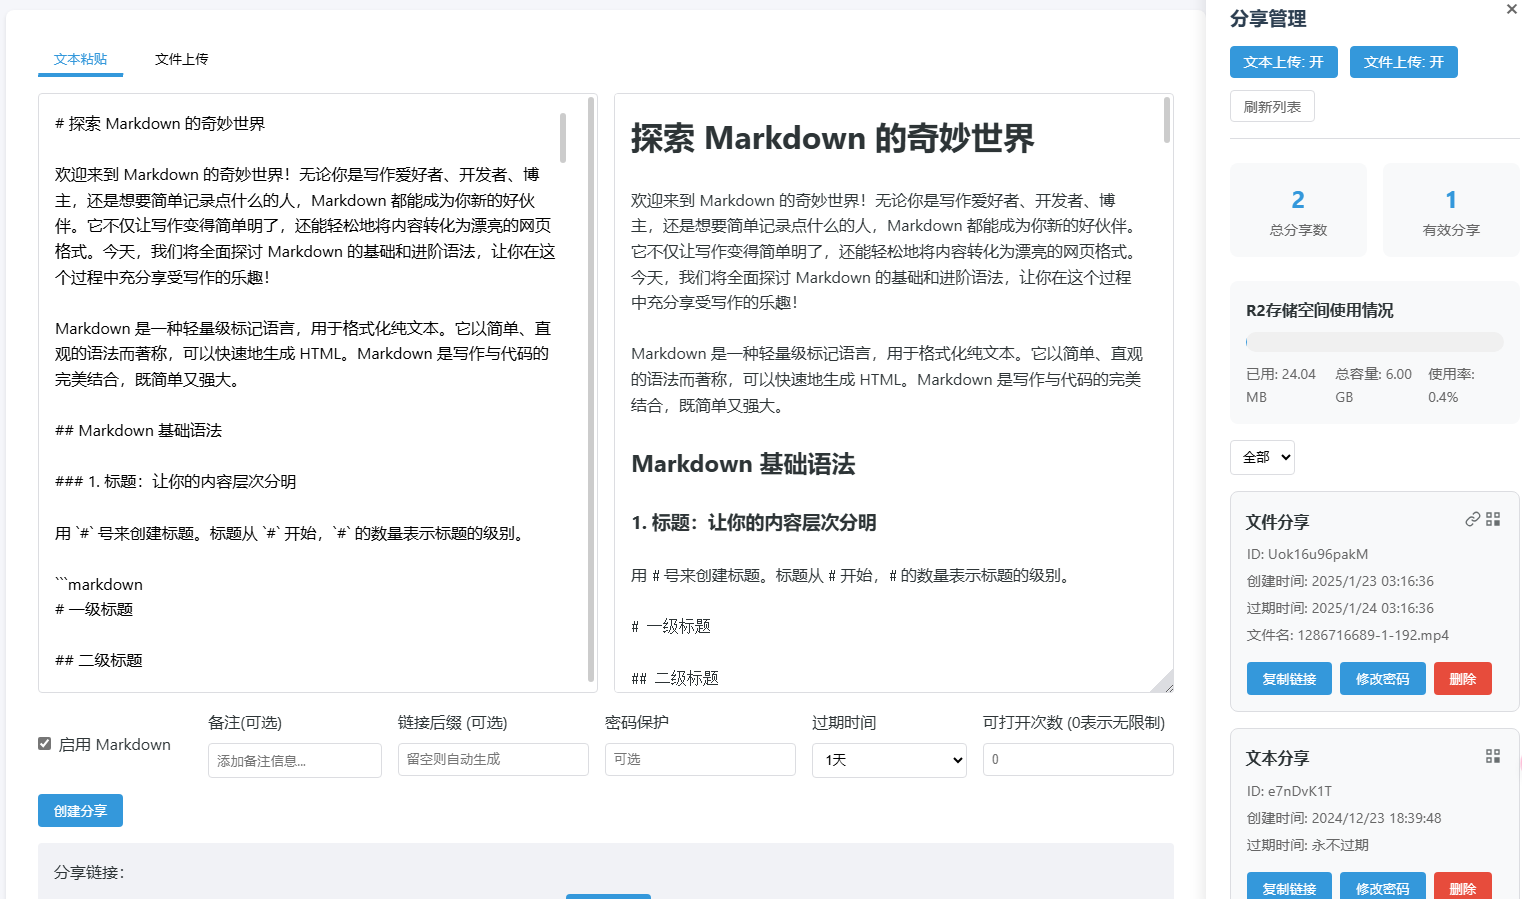 文本粘贴
文件上传
# 探索 Markdown 的奇妙世界
欢迎来到 Markdown 的奇妙世界！无论你是写作爱好者、开发者、博
主，还是想要简单记录点什么的人，Markdown 都能成为你新的好伙
伴。它不仅让写作变得简单明了，还能轻松地将内容转化为漂亮的网页
格式。今天，我们将全面探讨 Markdown 的基础和进阶语法，让你在这
个过程中充分享受写作的乐趣！
Markdown 是一种轻量级标记语言，用于格式化纯文本。它以简单、直
观的语法而著称，可以快速地生成 HTML。Markdown 是写作与代码的
完美结合，既简单又强大。
## Markdown 基础语法
### 1. 标题：让你的内容层次分明
用 `#` 号来创建标题。标题从 `#` 开始，`#` 的数量表示标题的级别。
```markdown
# 一级标题
## 二级标题
探索 Markdown 的奇妙世界
欢迎来到 Markdown 的奇妙世界！无论你是写作爱好者、开发者、博
主，还是想要简单记录点什么的人，Markdown 都能成为你新的好伙伴。
它不仅让写作变得简单明了，还能轻松地将内容转化为漂亮的网页格式。
今天，我们将全面探讨 Markdown 的基础和进阶语法，让你在这个过程
中充分享受写作的乐趣！
Markdown 是一种轻量级标记语言，用于格式化纯文本。它以简单、直观
的语法而著称，可以快速地生成 HTML。Markdown 是写作与代码的完美
结合，既简单又强大。
Markdown 基础语法
1. 标题：让你的内容层次分明
用 # 号来创建标题。标题从 # 开始，# 的数量表示标题的级别。
# 一级标题
## 二级标题
启用 Markdown
备注(可选)
添加备注信息...
链接后缀 (可选)
留空则自动生成
密码保护
可选
过期时间
1天
可打开次数 (0表示无限制)
0
创建分享
分享链接：
分享管理
×
文本上传: 开
文件上传: 开
刷新列表
2
总分享数
1
有效分享
R2存储空间使用情况
已用: 24.04 MB
总容量: 6.00 GB
使用率: 0.4%
全部
文件分享
ID: Uok16u96pakM
创建时间: 2025/1/23 03:16:36
过期时间: 2025/1/24 03:16:36
文件名: 1286716689-1-192.mp4
复制链接
修改密码
删除
文本分享
ID: e7nDvK1T
创建时间: 2024/12/23 18:39:48
过期时间: 永不过期
复制链接
修改密码
删除